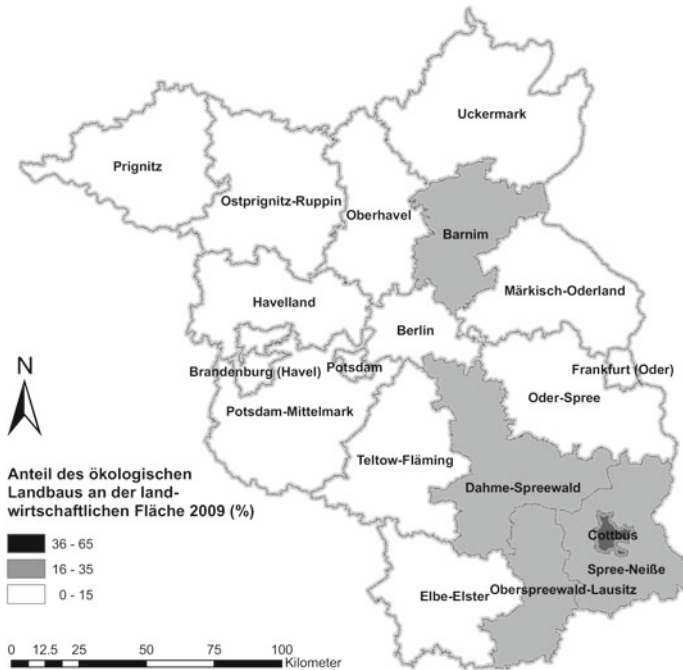 Uckermark
Prignitz
Ostprignitz-Ruppin
Oberhavel
Barnim
Havelland
Märkisch-Oderland
Berlin
Brandenburg (Havel)
Potsdam
Frankfurt (Oder)
Potsdam-Mittelmark
Oder-Spree
N
Teltow-Fläming
Anteil des ökologischen
Landbaus an der land-
wirtschaftlichen Fläche 2009 (%)
Dahme-Spreewald
36 - 65
16 - 35
0 - 15
Cottbus
Spree-Neiße
Elbe-Elster
Oberspreewald-Lausitz
0 12.5 25 50 75 100
Kilometer